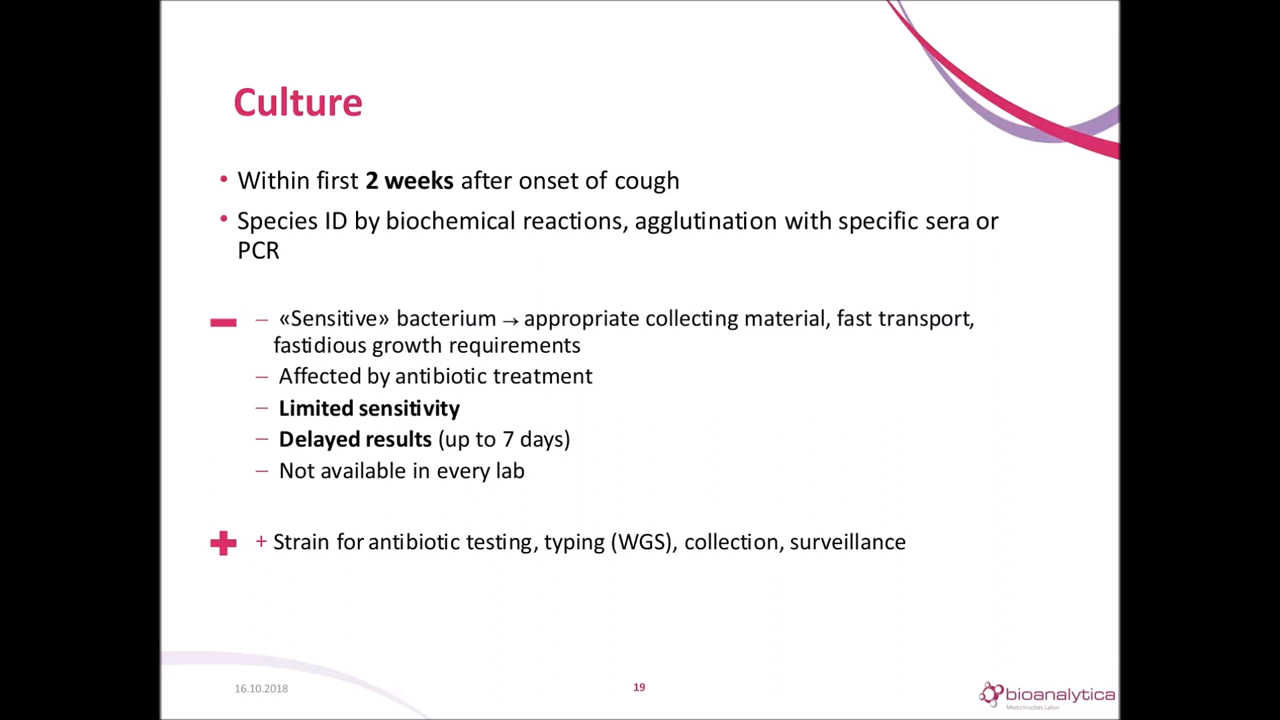 Culture
• Within first 2 weeks after onset of cough
• Species ID by biochemical reactions, agglutination with specific sera or
PCR
– «Sensitive» bacterium → appropriate collecting material, fast transport,
fastidious growth requirements
– Affected by antibiotic treatment
– Limited sensitivity
– Delayed results (up to 7 days)
– Not available in every lab
+ Strain for antibiotic testing, typing (WGS), collection, surveillance
16.10.2018
19
bioanalytica
Medizinisches Labor